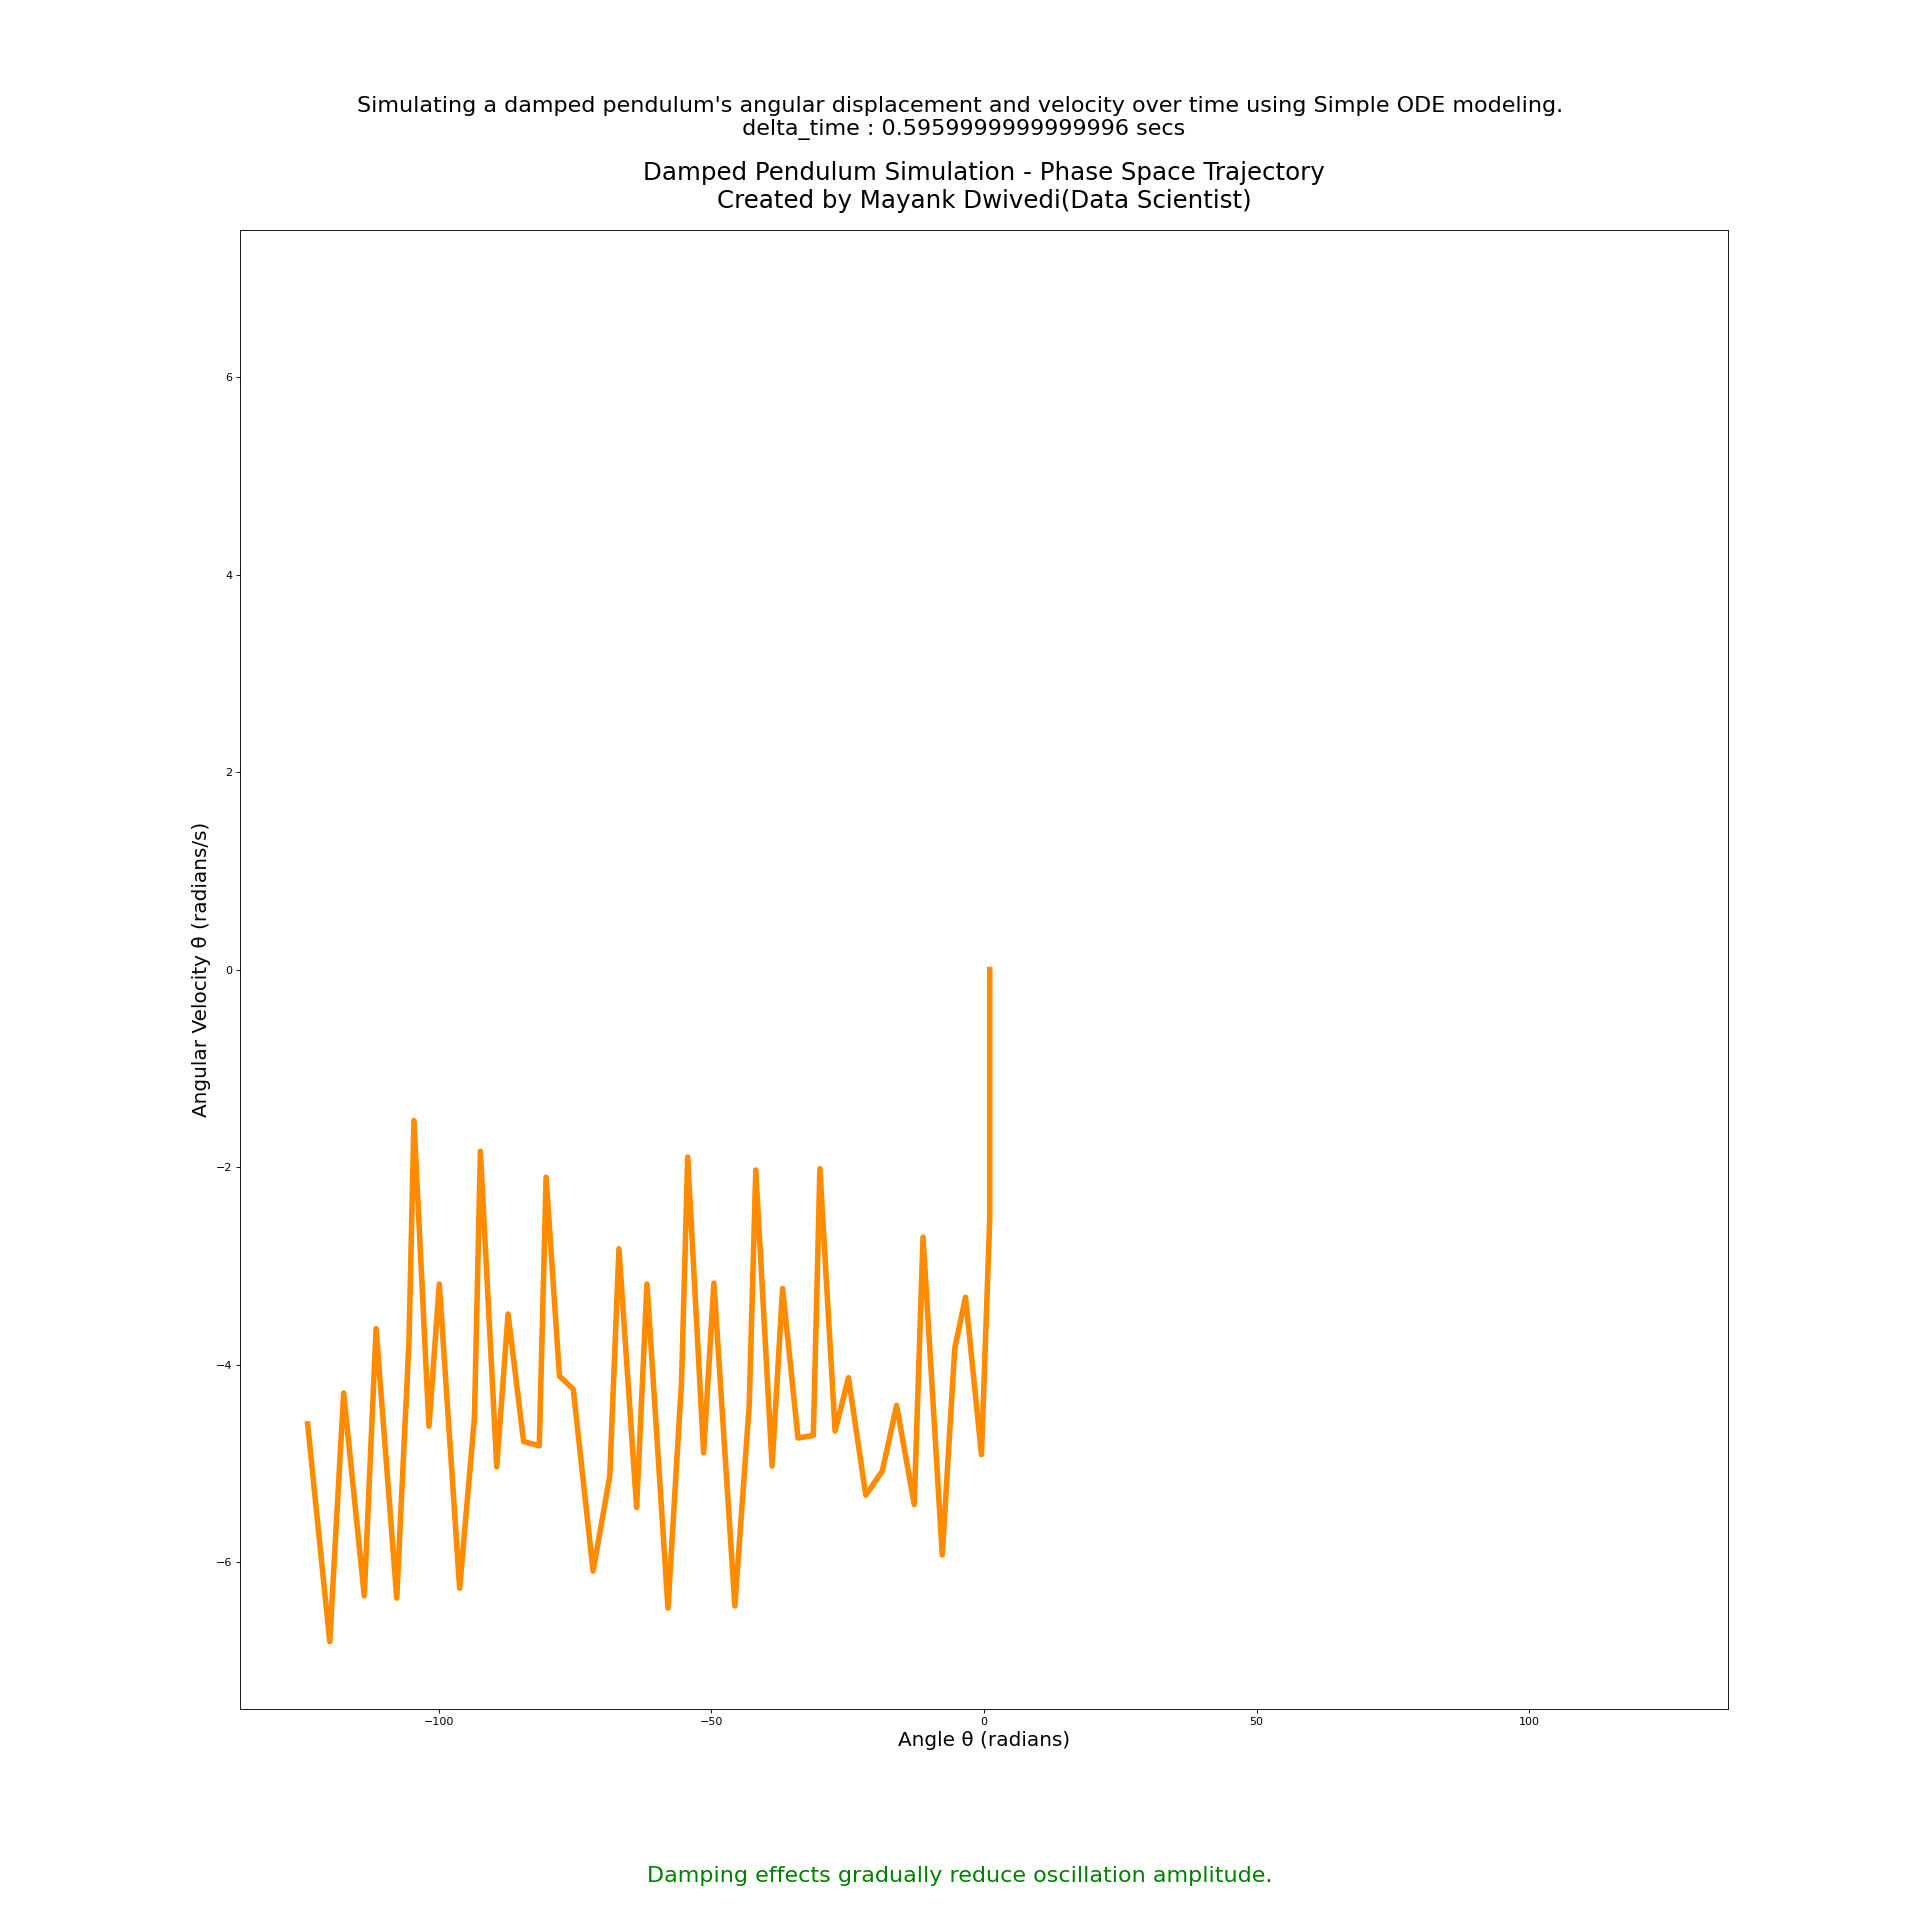 Simulating a damped pendulum's angular displacement and velocity over time using Simple ODE modeling.
delta_time : 0.5959999999999996 secs
Damped Pendulum Simulation - Phase Space Trajectory
Created by Mayank Dwivedi(Data Scientist)
Angular Velocity θ (radians/s)
6
4
2
0
−2
−4
−6
−100
−50
0
50
100
Angle θ (radians)
Damping effects gradually reduce oscillation amplitude.